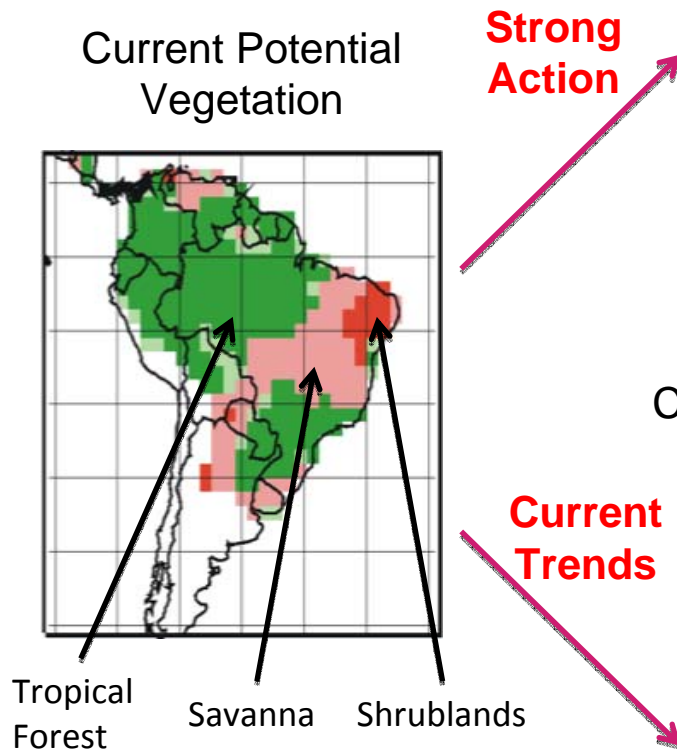 Current Potential
Vegetation
Strong
Action
C
Current
Trends
Tropical
Forest
Savanna
Shrublands